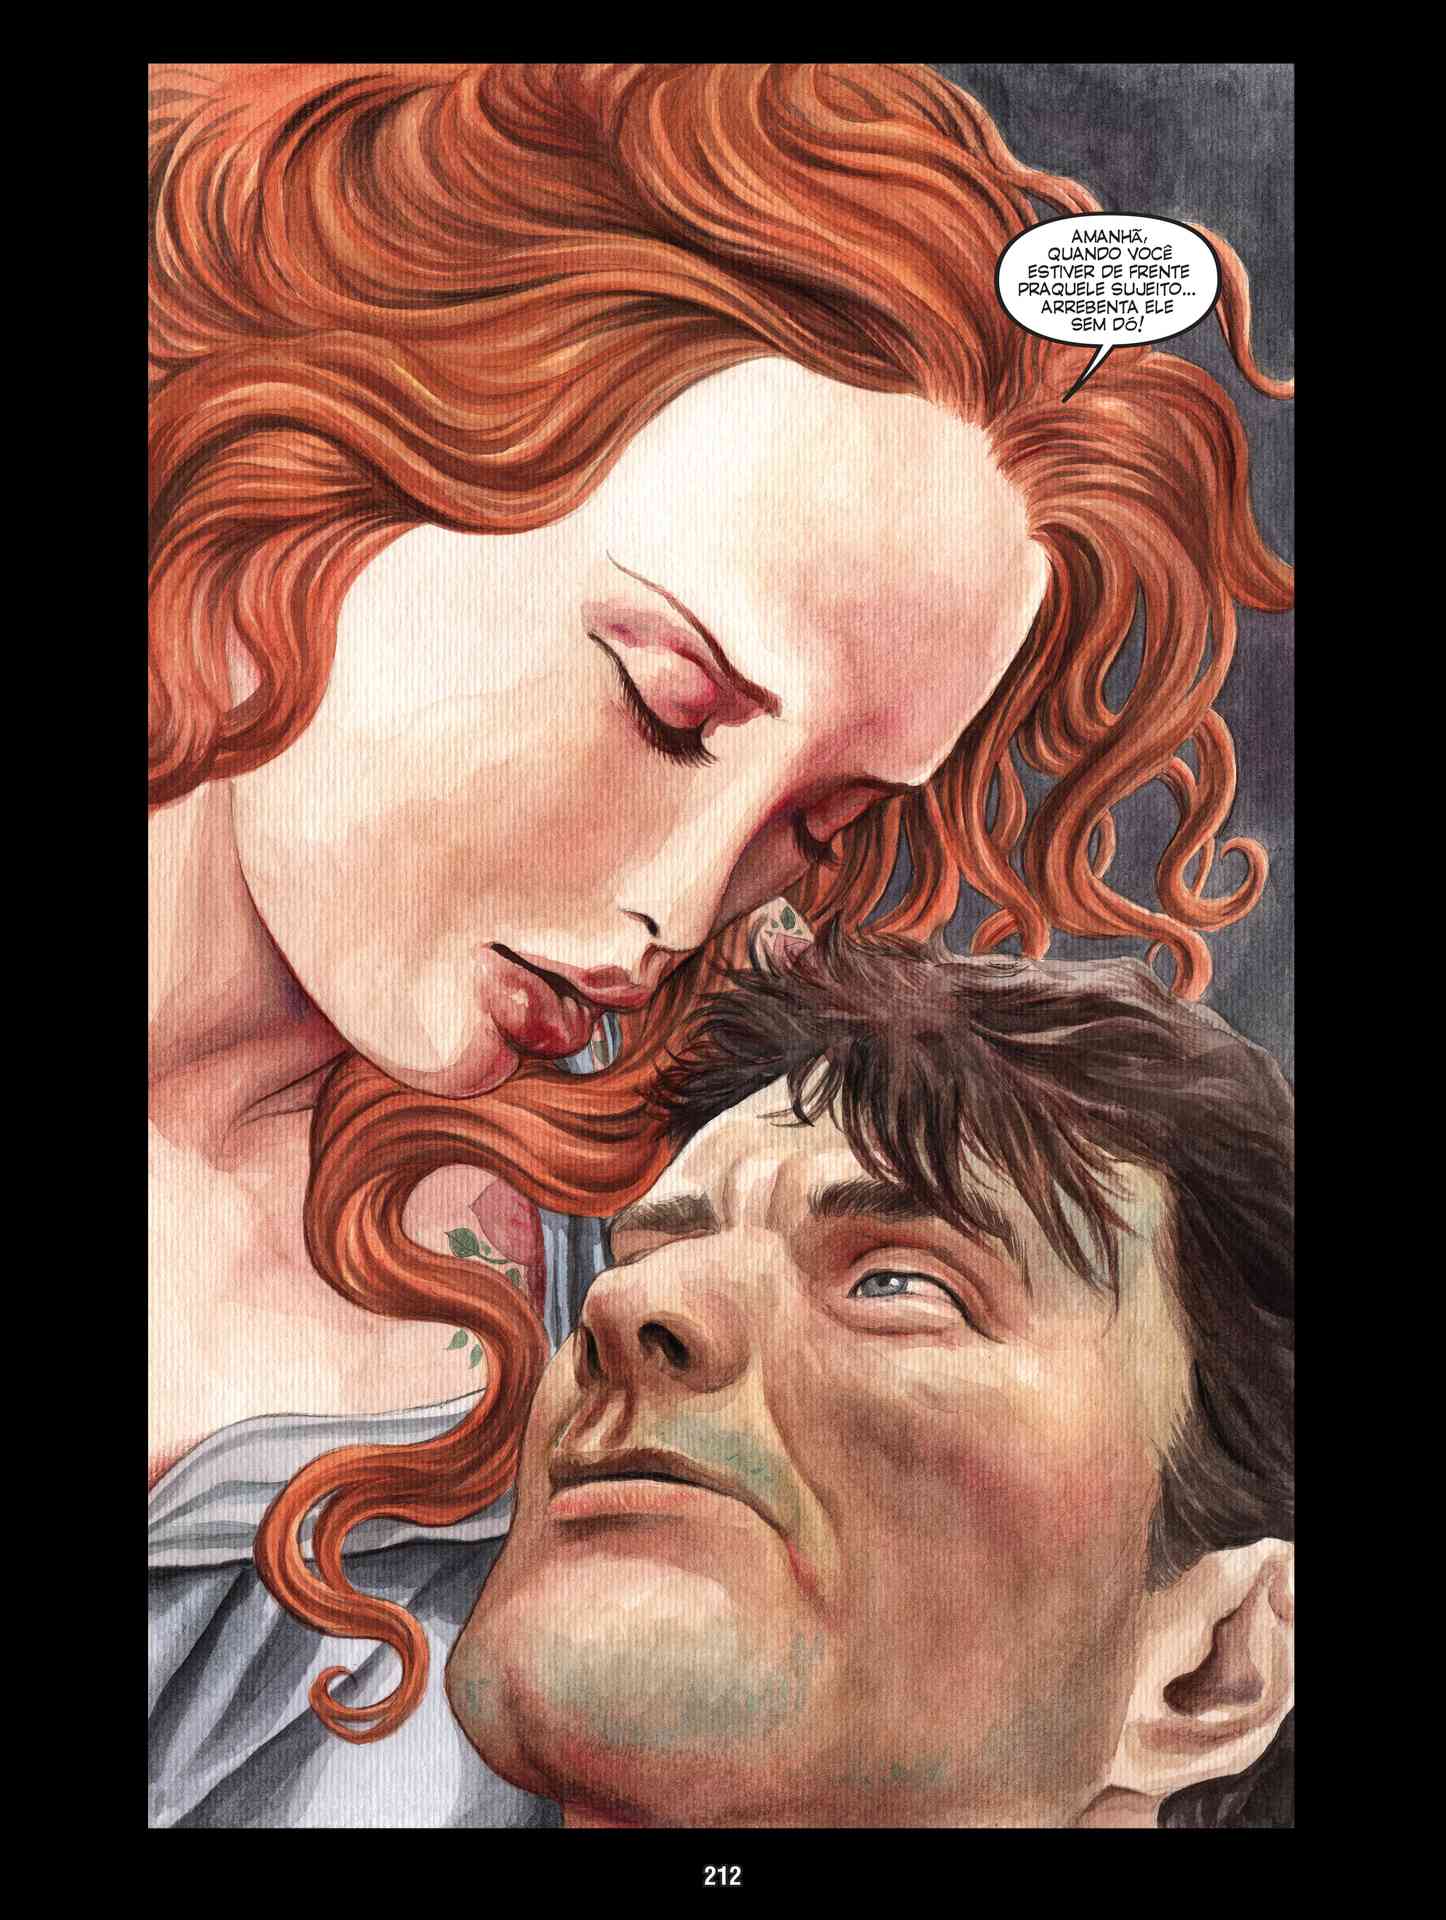 AMANHÃ,
QUANDO VOCÊ
ESTIVER DE FRENTE
PRAQUELE SUJEITO...
ARREBENTA ELE
SEM DÓ!
212